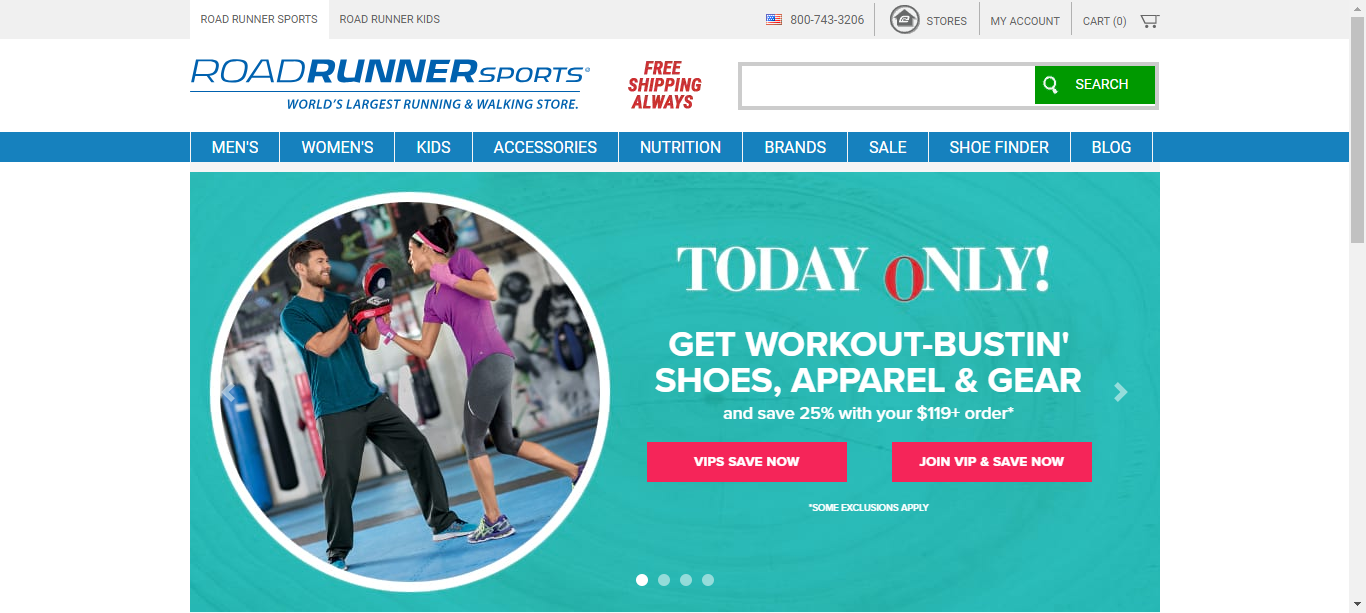 ROAD RUNNER SPORTS
ROAD RUNNER KIDS
800-743-3206
STORES
MY ACCOUNT
CART (0)
ROADRUNNERSPORTS®
WORLD'S LARGEST RUNNING & WALKING STORE.
FREE
SHIPPING
ALWAYS
SEARCH
MEN'S
WOMEN'S
KIDS
ACCESSORIES
NUTRITION
BRANDS
SALE
SHOE FINDER
BLOG
TODAY ONLY!
GET WORKOUT-BUSTIN'
SHOES, APPAREL & GEAR
and save 25% with your $119+ order*
VIPS SAVE NOW
JOIN VIP & SAVE NOW
*SOME EXCLUSIONS APPLY